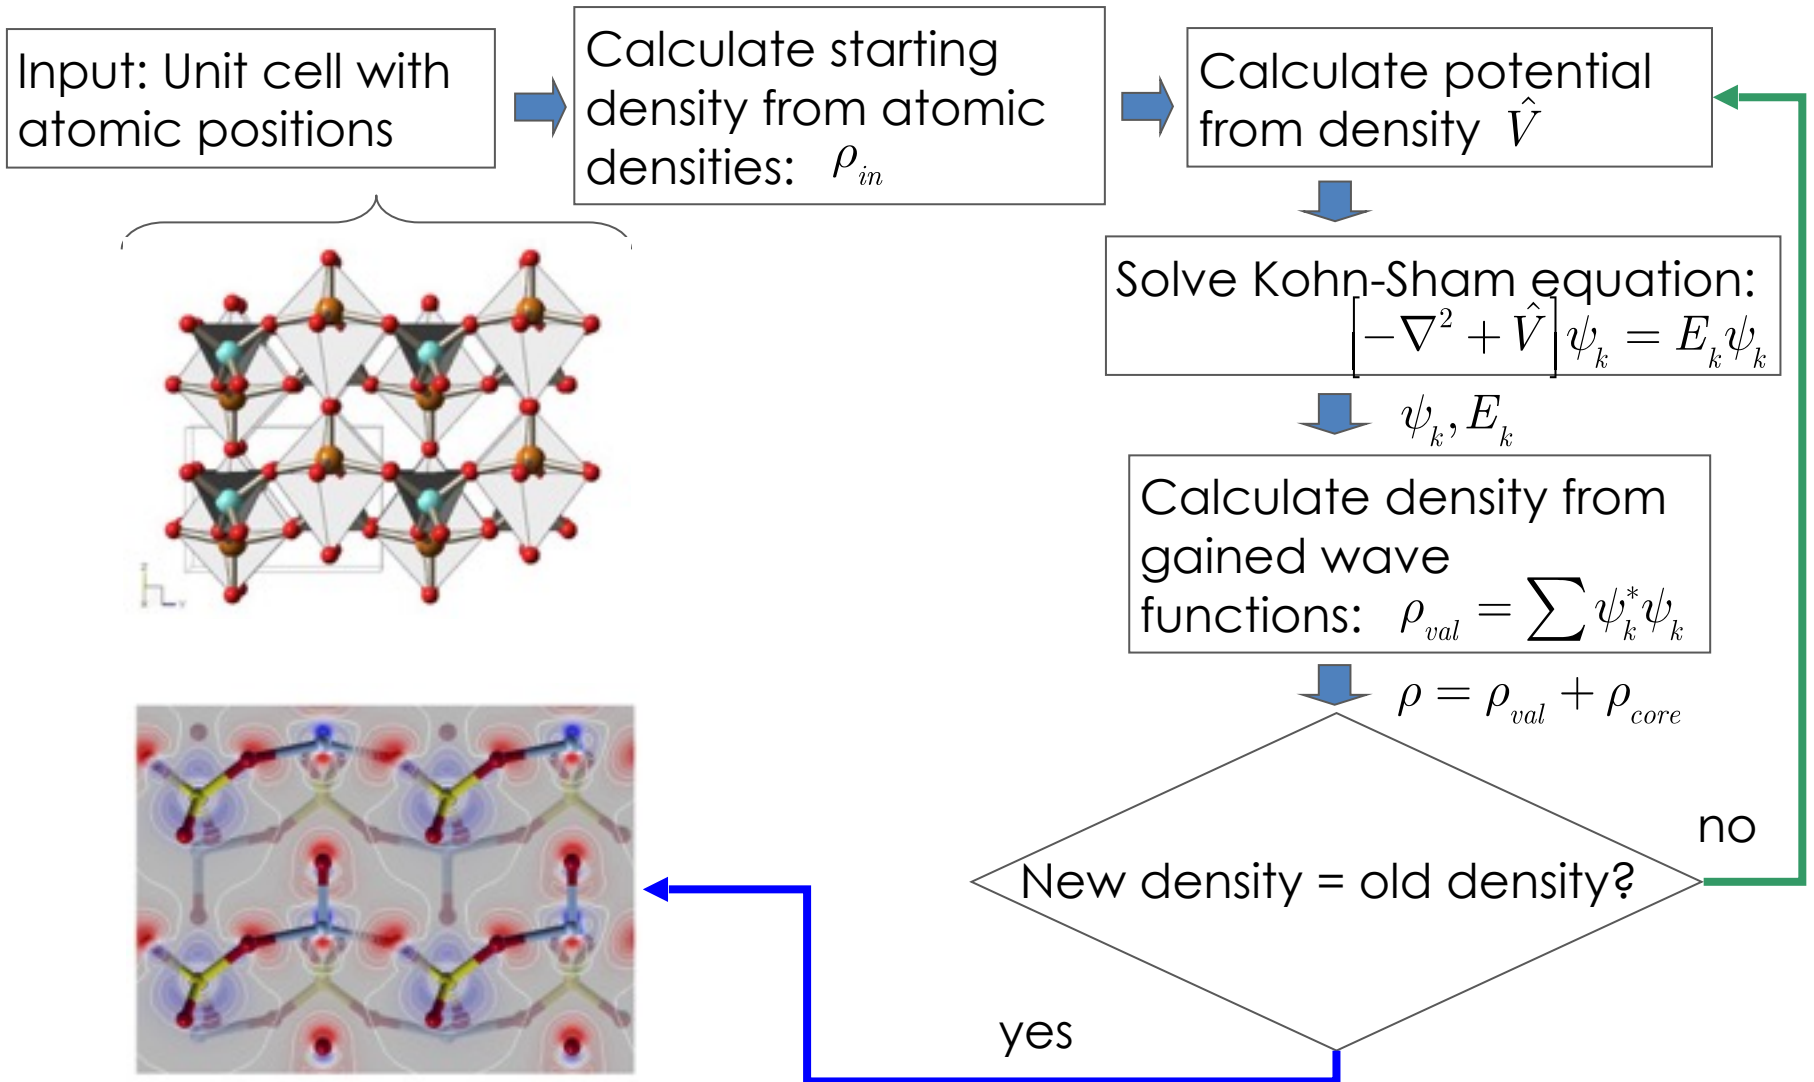 Input: Unit cell with
atomic positions
Calculate starting
density from atomic
densities: ρ_in
Calculate potential
from density V̂
Solve Kohn-Sham equation:
[−∇² + V̂]ψ_k = E_kψ_k
ψ_k, E_k
Calculate density from
gained wave
functions: ρ_val = ∑ψ*_kψ_k
ρ = ρ_val + ρ_core
New density = old density?
no
yes